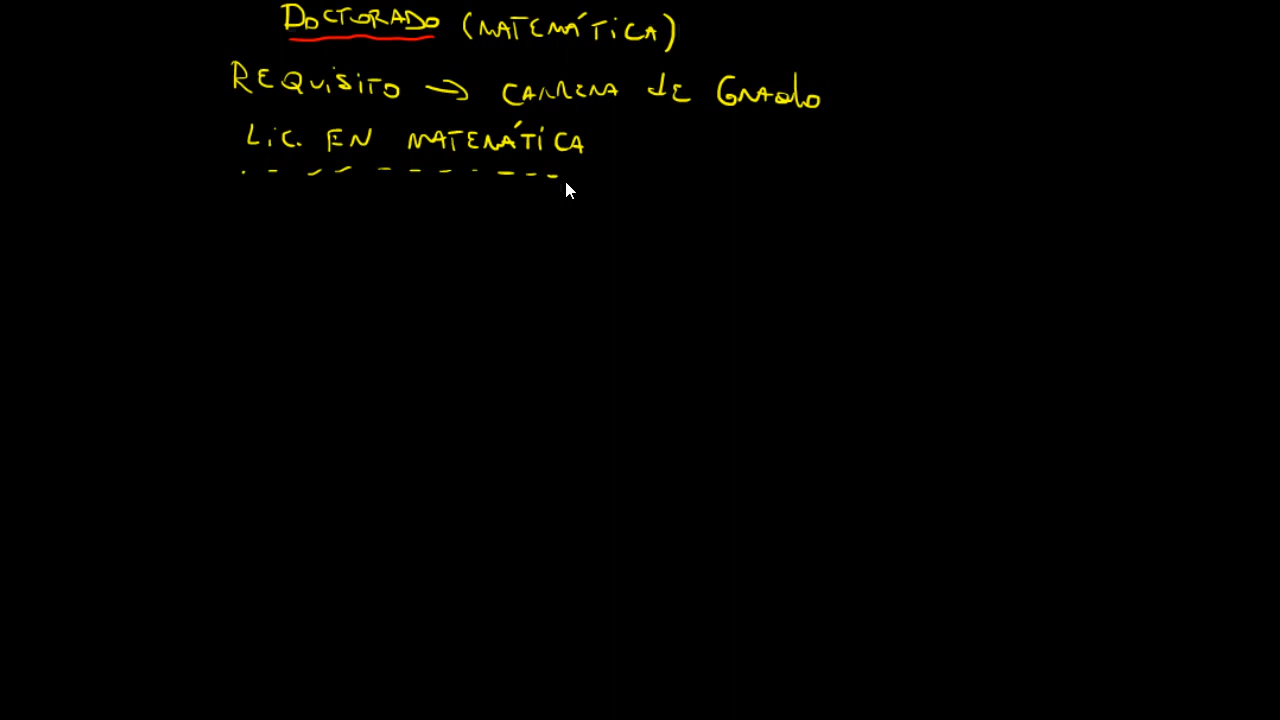 DOCTORADO (MATEMÁTICA)
REQUISITO → CARRERA de GRADO
LIC. EN MATEMÁTICA